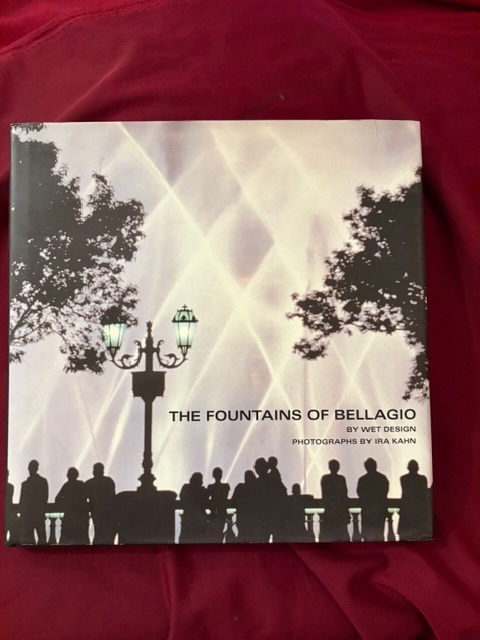 THE FOUNTAINS OF BELLAGIO
BY WET DESIGN
PHOTOGRAPHS BY IRA KAHN